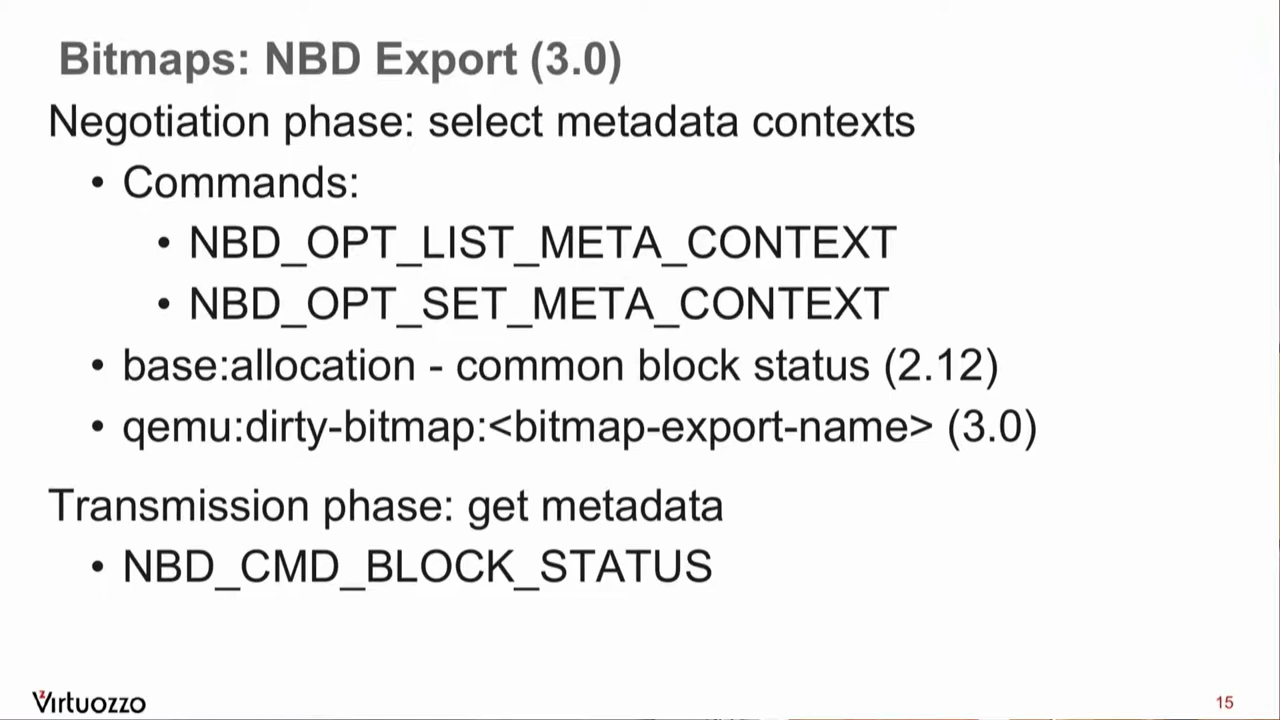 Bitmaps: NBD Export (3.0)
Negotiation phase: select metadata contexts
• Commands:
• NBD_OPT_LIST_META_CONTEXT
• NBD_OPT_SET_META_CONTEXT
• base:allocation - common block status (2.12)
• qemu:dirty-bitmap:<bitmap-export-name> (3.0)
Transmission phase: get metadata
• NBD_CMD_BLOCK_STATUS
Virtuozzo
15